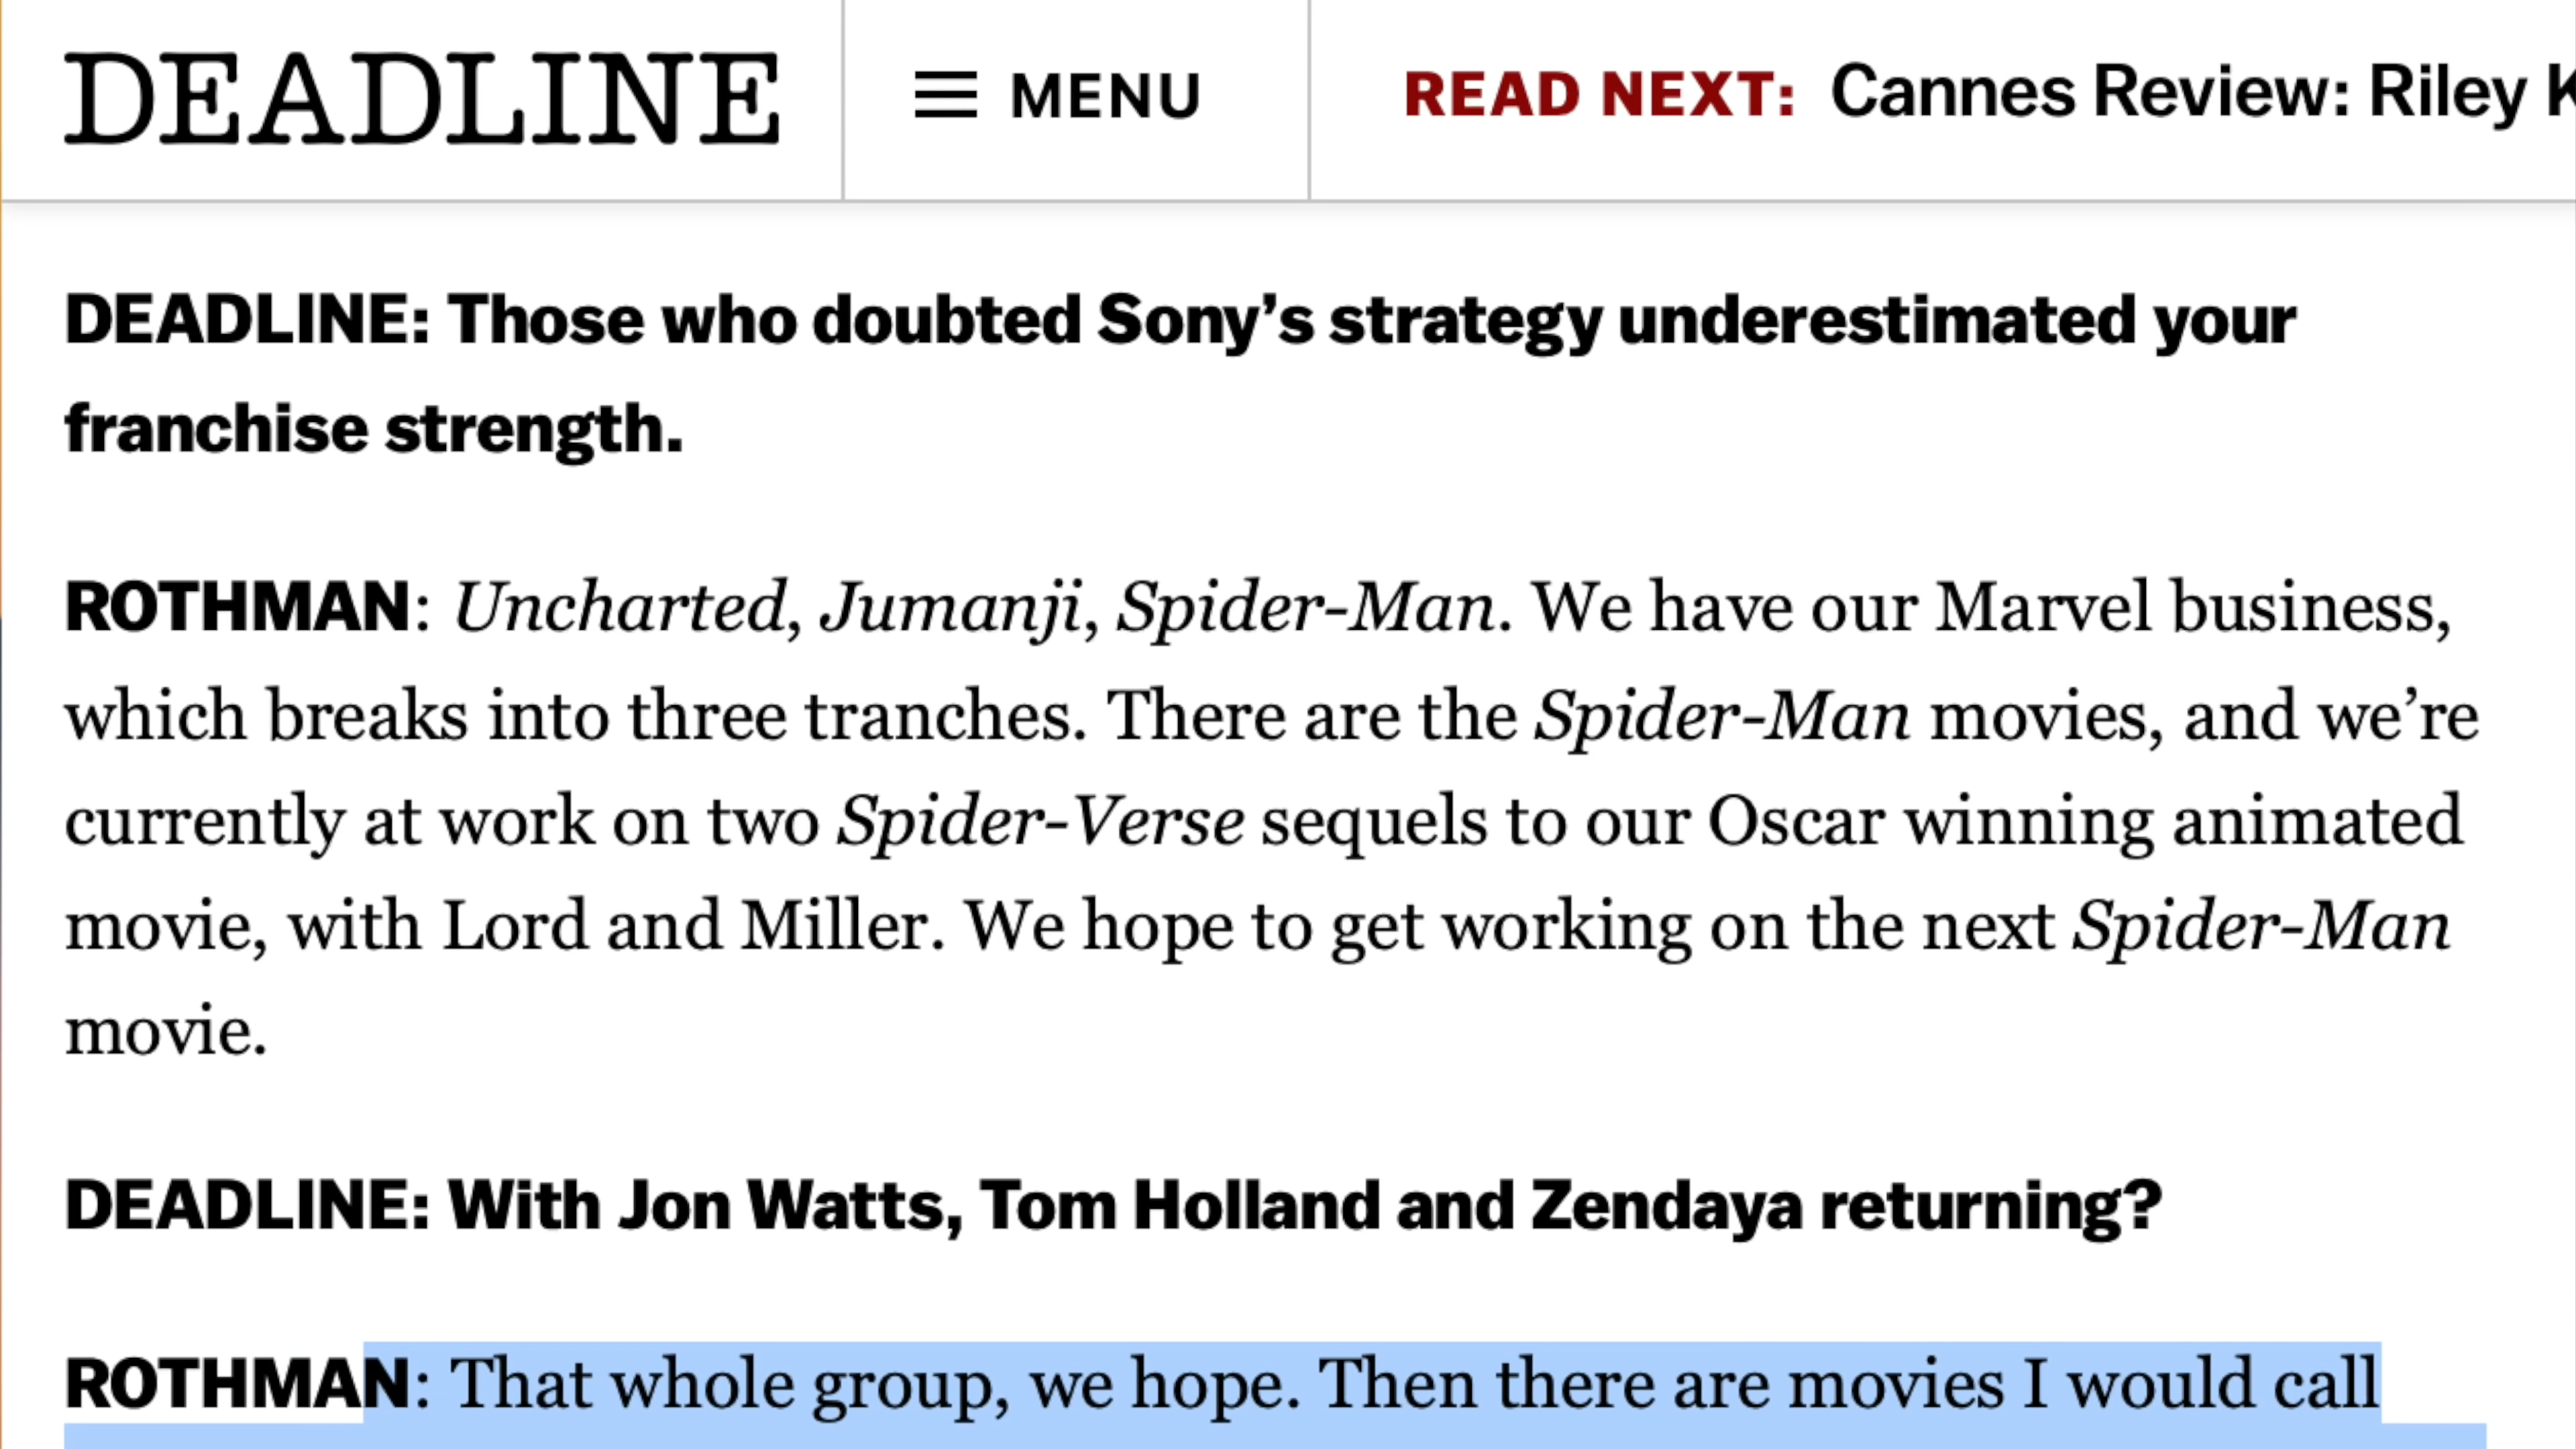 DEADLINE
MENU
READ NEXT: Cannes Review: Riley K
DEADLINE: Those who doubted Sony’s strategy underestimated your
franchise strength.
ROTHMAN: Uncharted, Jumanji, Spider-Man. We have our Marvel business,
which breaks into three tranches. There are the Spider-Man movies, and we’re
currently at work on two Spider-Verse sequels to our Oscar winning animated
movie, with Lord and Miller. We hope to get working on the next Spider-Man
movie.
DEADLINE: With Jon Watts, Tom Holland and Zendaya returning?
ROTHMAN: That whole group, we hope. Then there are movies I would call